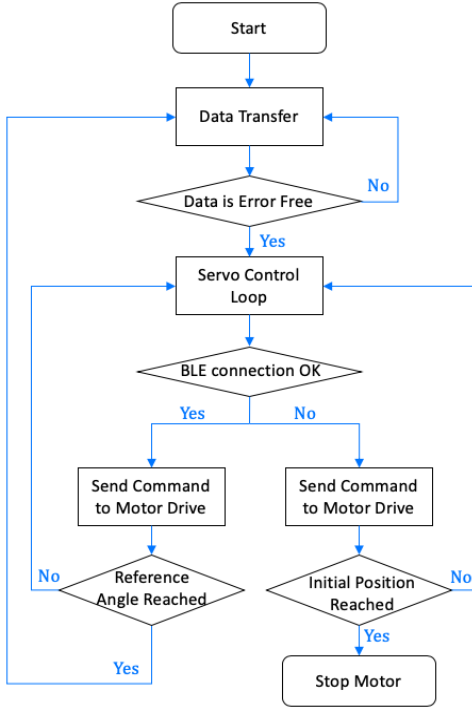 Start
Data Transfer
No
Data is Error Free
Yes
Servo Control
Loop
BLE connection OK
Yes
No
Send Command
to Motor Drive
Send Command
to Motor Drive
No
Reference
Angle Reached
Initial Position
Reached
No
Yes
Yes
Stop Motor